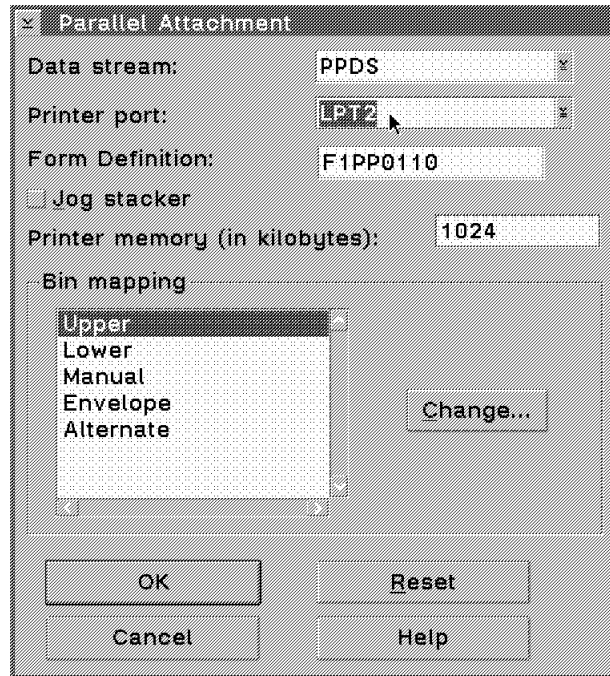 Parallel Attachment
Data stream: PPDS
Printer port: LPT2
Form Definition: F1PP0110
Jog stacker
Printer memory (in kilobytes): 1024
Bin mapping
Upper
Lower
Manual
Envelope
Alternate
Change...
OK Reset
Cancel Help